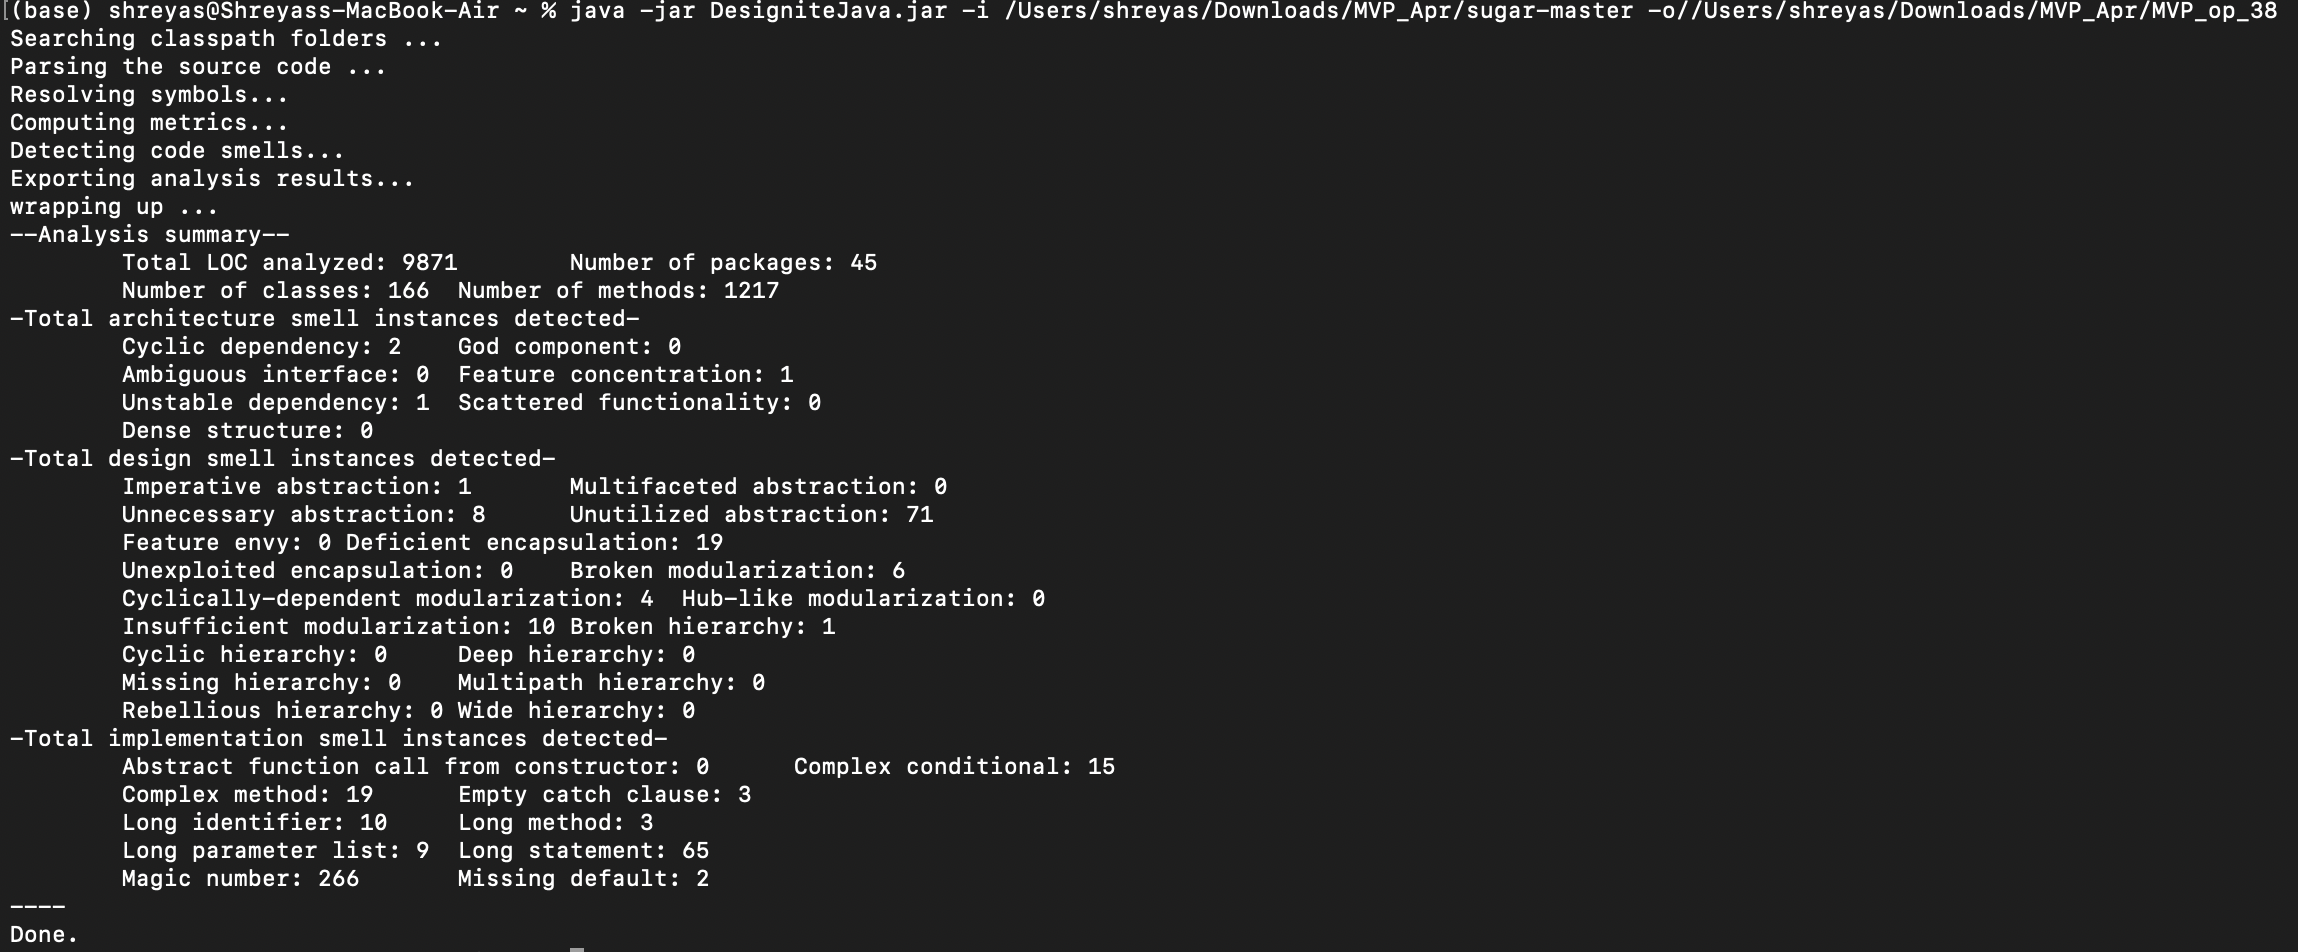 (base) shreyas@Shreyass-MacBook-Air ~ % java -jar DesigniteJava.jar -i /Users/shreyas/Downloads/MVP_Apr/sugar-master -o//Users/shreyas/Downloads/MVP_Apr/MVP_op_38
Searching classpath folders ...
Parsing the source code ...
Resolving symbols...
Computing metrics...
Detecting code smells...
Exporting analysis results...
wrapping up ...
--Analysis summary--
Total LOC analyzed: 9871 Number of packages: 45
Number of classes: 166 Number of methods: 1217
-Total architecture smell instances detected-
Cyclic dependency: 2 God component: 0
Ambiguous interface: 0 Feature concentration: 1
Unstable dependency: 1 Scattered functionality: 0
Dense structure: 0
-Total design smell instances detected-
Imperative abstraction: 1 Multifaceted abstraction: 0
Unnecessary abstraction: 8 Unutilized abstraction: 71
Feature envy: 0 Deficient encapsulation: 19
Unexploited encapsulation: 0 Broken modularization: 6
Cyclically-dependent modularization: 4 Hub-like modularization: 0
Insufficient modularization: 10 Broken hierarchy: 1
Cyclic hierarchy: 0 Deep hierarchy: 0
Missing hierarchy: 0 Multipath hierarchy: 0
Rebellious hierarchy: 0 Wide hierarchy: 0
-Total implementation smell instances detected-
Abstract function call from constructor: 0 Complex conditional: 15
Complex method: 19 Empty catch clause: 3
Long identifier: 10 Long method: 3
Long parameter list: 9 Long statement: 65
Magic number: 266 Missing default: 2
----
Done.